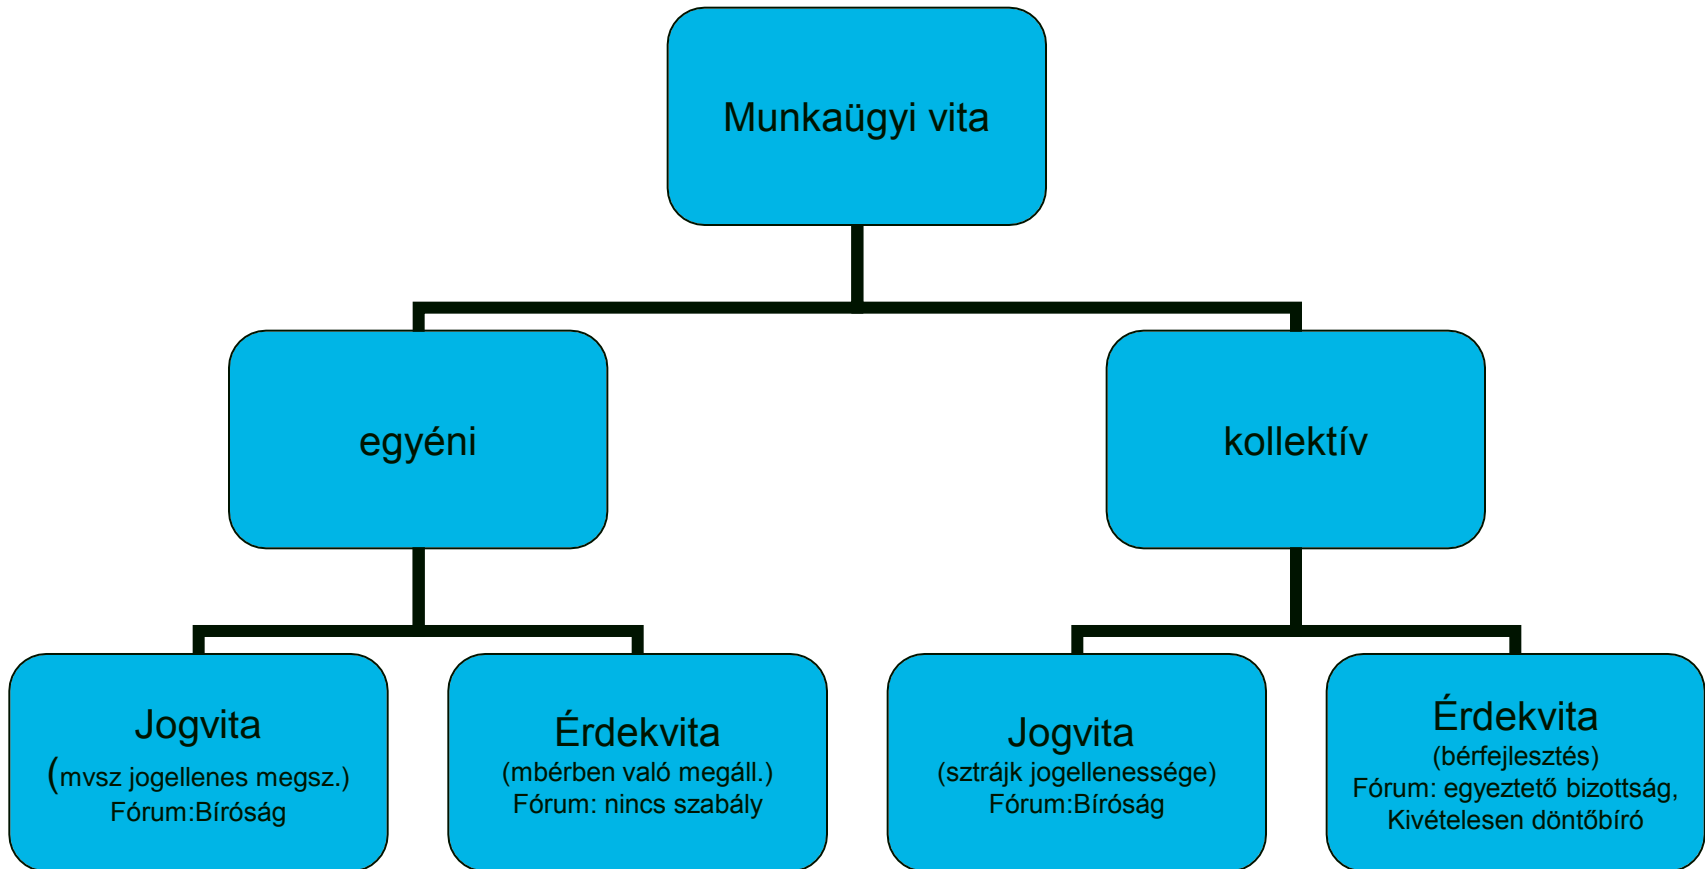 Munkaügyi vita
egyéni
kollektív
Jogvita
(mvsz jogellenes megsz.)
Fórum:Bíróság
Érdekvita
(mbérben való megáll.)
Fórum: nincs szabály
Jogvita
(sztrájk jogellenessége)
Fórum:Bíróság
Érdekvita
(bérfejlesztés)
Fórum: egyeztető bizottság,
Kivételesen döntőbíró